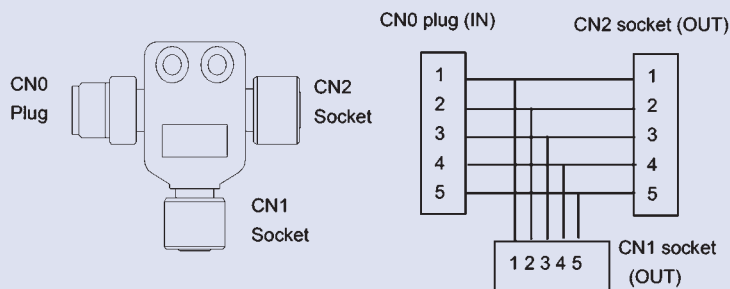 CN0
Plug
CN2
Socket
CN1
Socket
CN0 plug (IN)
CN2 socket (OUT)
1
2
3
4
5
1
2
3
4
5
1 2 3 4 5
CN1 socket
(OUT)